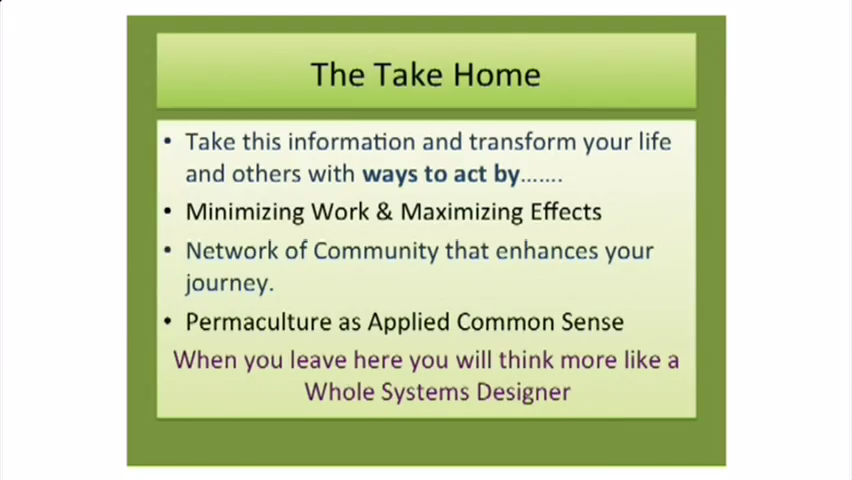 The Take Home
• Take this information and transform your life
and others with ways to act by.......
• Minimizing Work & Maximizing Effects
• Network of Community that enhances your
journey.
• Permaculture as Applied Common Sense
When you leave here you will think more like a
Whole Systems Designer